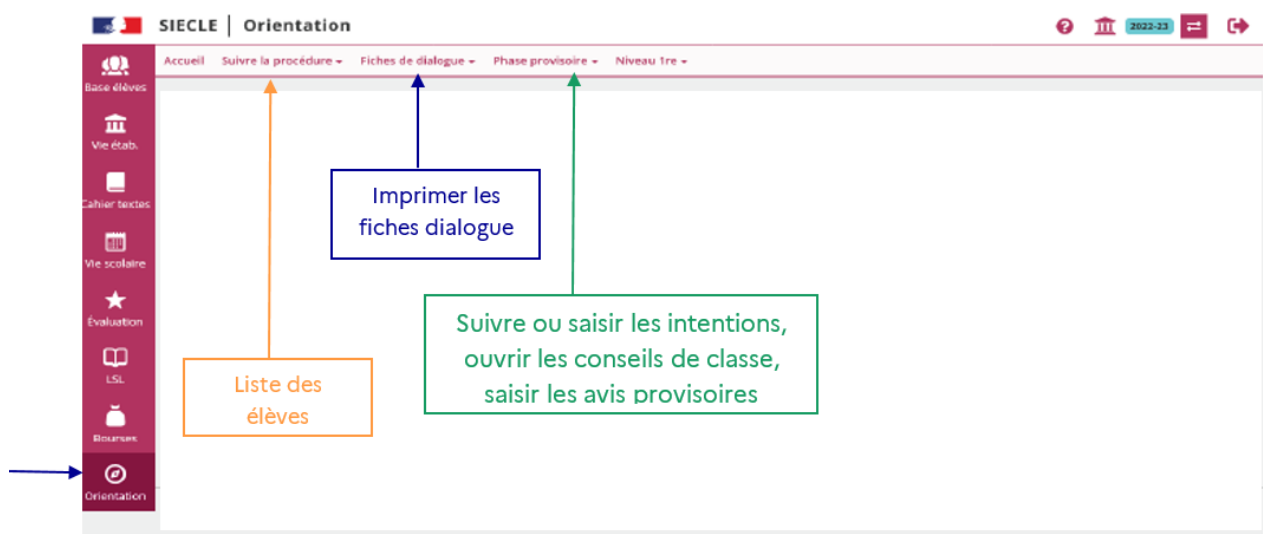 SIECLE | Orientation
2022-23
Accueil Suivre la procédure Fiches de dialogue Phase provisoire Niveau 1re
Base élèves
Vie étab.
Cahier textes
Vie scolaire
Évaluation
LSL
Bourses
Orientation
Imprimer les
fiches dialogue
Suivre ou saisir les intentions,
ouvrir les conseils de classe,
saisir les avis provisoires
Liste des
élèves